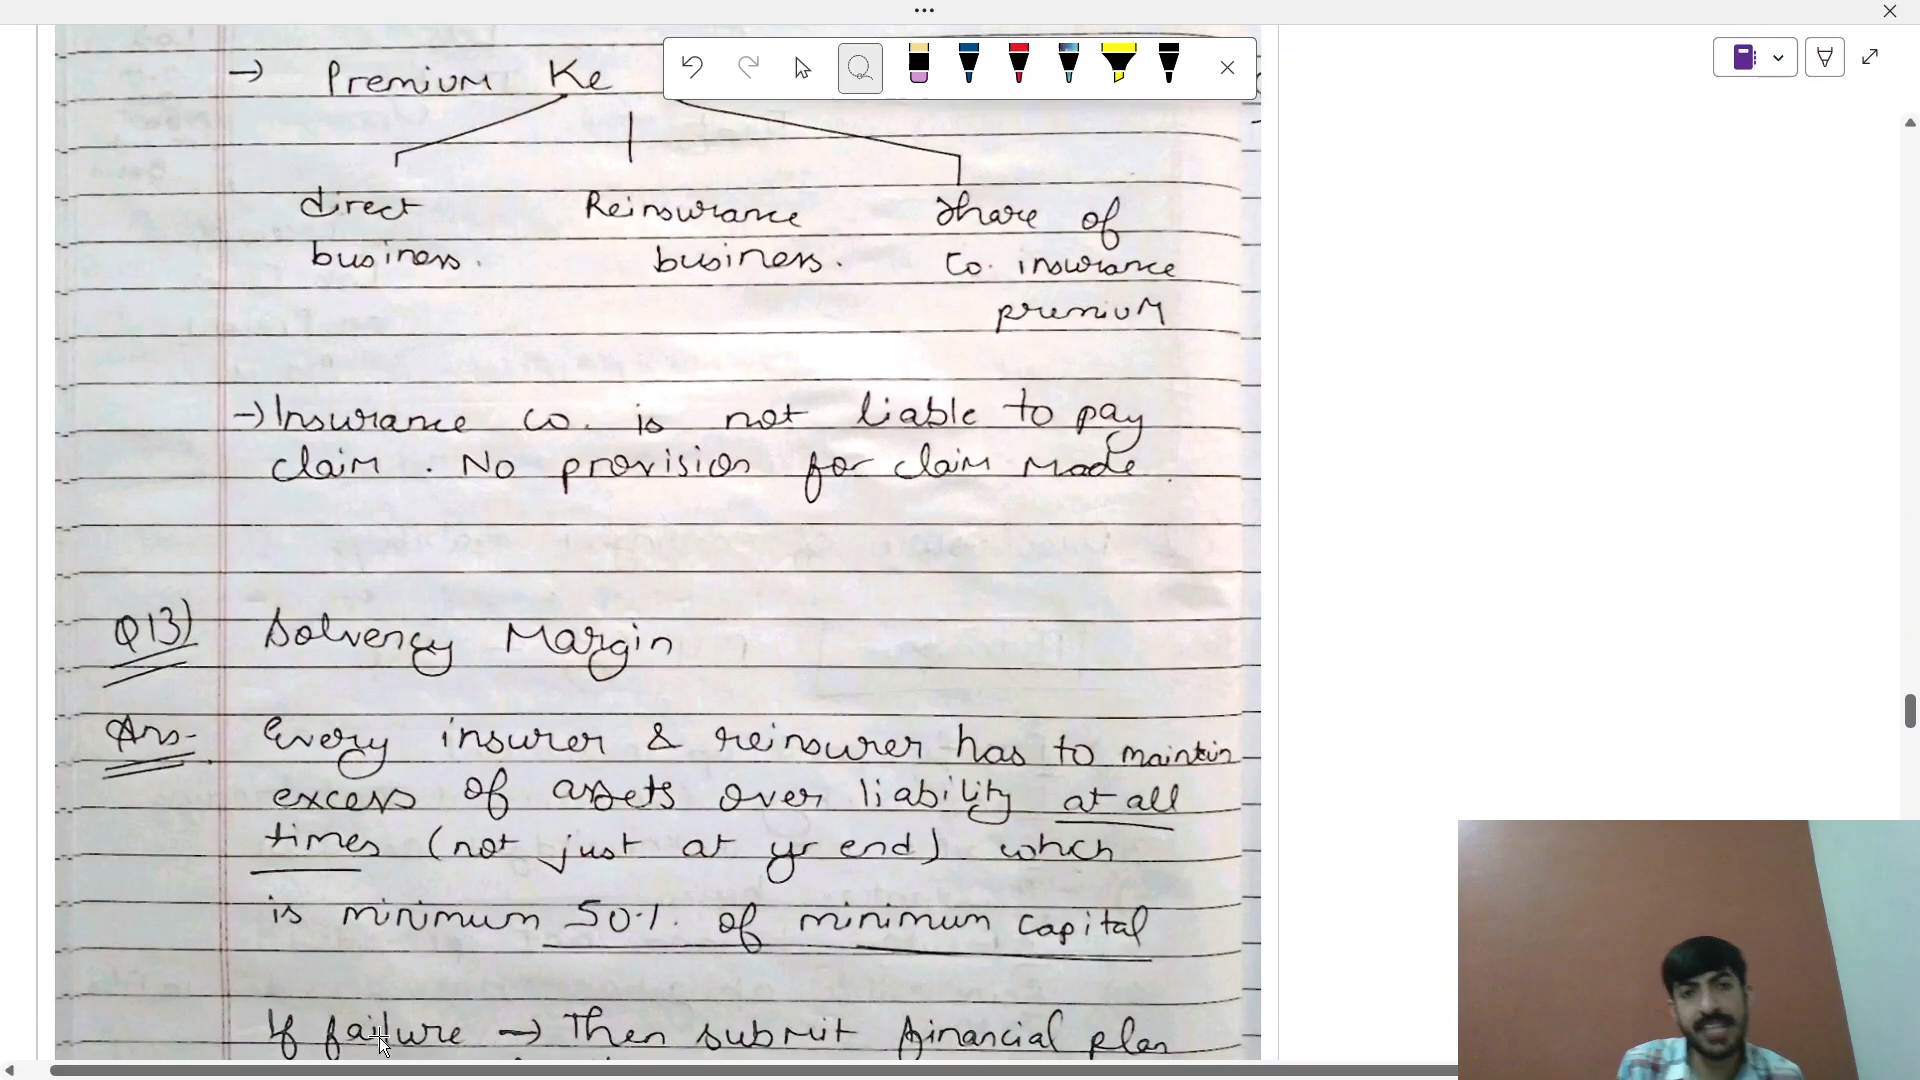 → Premium Ke
direct business.
Reinsurance business.
Share of Co. insurance premium
→ Insurance co. is not liable to pay
claim. No provision for claim made.
Q13) Solvency Margin
Ans- Every insurer & reinsurer has to maintin
excess of assets over liability at all
times (not just at yr end) which
is minimum 50%. of minimum capital
If failure → Then submit financial plan